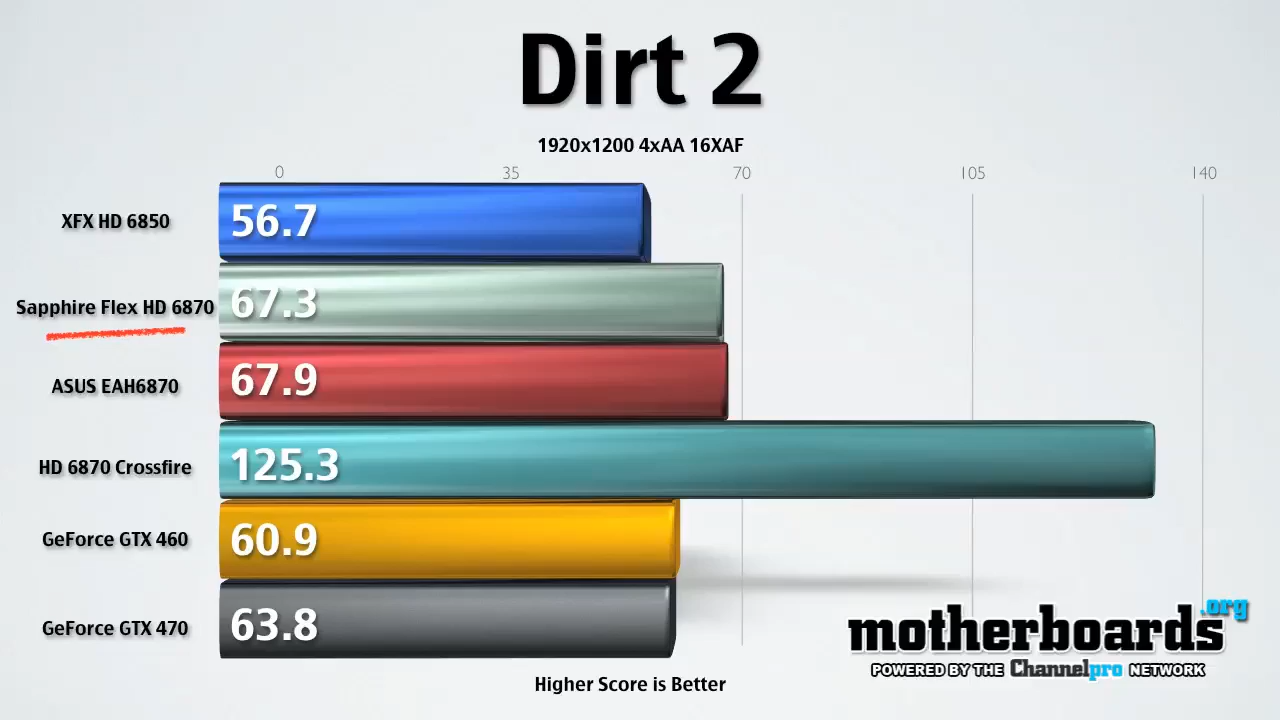 Dirt 2
1920x1200 4xAA 16XAF
0 35 70 105 140
XFX HD 6850 56.7
Sapphire Flex HD 6870 67.3
ASUS EAH6870 67.9
HD 6870 Crossfire 125.3
GeForce GTX 460 60.9
GeForce GTX 470 63.8
motherboards.org
POWERED BY THE Channelpro NETWORK
Higher Score is Better